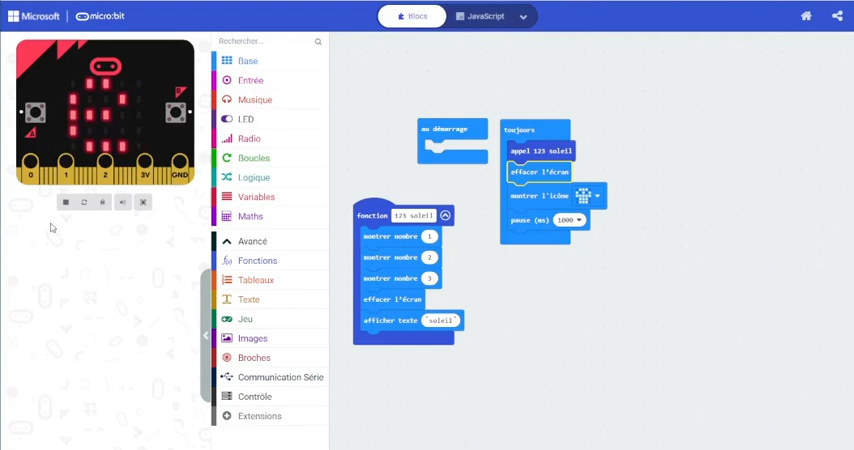 Microsoft
micro:bit
Blocs
JavaScript
B
A
0 1 2 3V GND
Rechercher...
Base
Entrée
Musique
LED
Radio
Boucles
Logique
Variables
Maths
Avancé
f(x) Fonctions
Tableaux
Texte
Jeu
Images
Broches
Communication Série
Contrôle
Extensions
au démarrage
toujours
appel 123 soleil
effacer l'écran
montrer l'icône
pause (ms) 1000
fonction 123 soleil
montrer nombre 1
montrer nombre 2
montrer nombre 3
effacer l'écran
afficher texte "soleil"